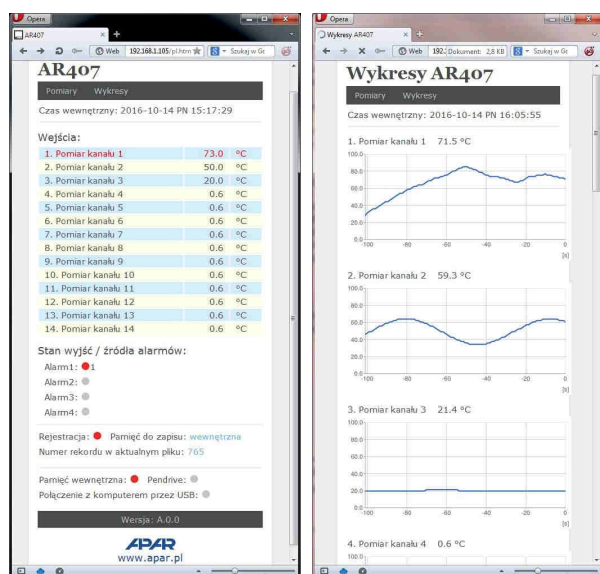 Opera
AR407
Web
192.168.1.105/pl.htm
Szukaj w Gc
AR407
Pomiary Wykresy
Czas wewnętrzny: 2016-10-14 PN 15:17:29
Wejścia:
1. Pomiar kanału 1 73.0 °C
2. Pomiar kanału 2 50.0 °C
3. Pomiar kanału 3 20.0 °C
4. Pomiar kanału 4 0.6 °C
5. Pomiar kanału 5 0.6 °C
6. Pomiar kanału 6 0.6 °C
7. Pomiar kanału 7 0.6 °C
8. Pomiar kanału 8 0.6 °C
9. Pomiar kanału 9 0.6 °C
10. Pomiar kanału 10 0.6 °C
11. Pomiar kanału 11 0.6 °C
12. Pomiar kanału 12 0.6 °C
13. Pomiar kanału 13 0.6 °C
14. Pomiar kanału 14 0.6 °C
Stan wyjść / źródła alarmów:
Alarm1: 1
Alarm2:
Alarm3:
Alarm4:
Rejestracja: Pamięć do zapisu: wewnętrzna
Numer rekordu w aktualnym pliku: 765
Pamięć wewnętrzna: Pendrive:
Połączenie z komputerem przez USB:
Wersja: A.0.0
APAR
www.apar.pl
Opera
Wykresy AR407
Web
192.
Dokument: 2,8 KB
Szukaj w Gc
Wykresy AR407
Pomiary Wykresy
Czas wewnętrzny: 2016-10-14 PN 16:05:55
1. Pomiar kanału 1 71.5 °C
100.0
80.0
60.0
40.0
20.0
0.0
-100 -80 -60 -40 -20 0
[s]
2. Pomiar kanału 2 59.3 °C
100.0
80.0
60.0
40.0
20.0
0.0
-100 -80 -60 -40 -20 0
[s]
3. Pomiar kanału 3 21.4 °C
100.0
80.0
60.0
40.0
20.0
0.0
-100 -80 -60 -40 -20 0
[s]
4. Pomiar kanału 4 0.6 °C
100.0